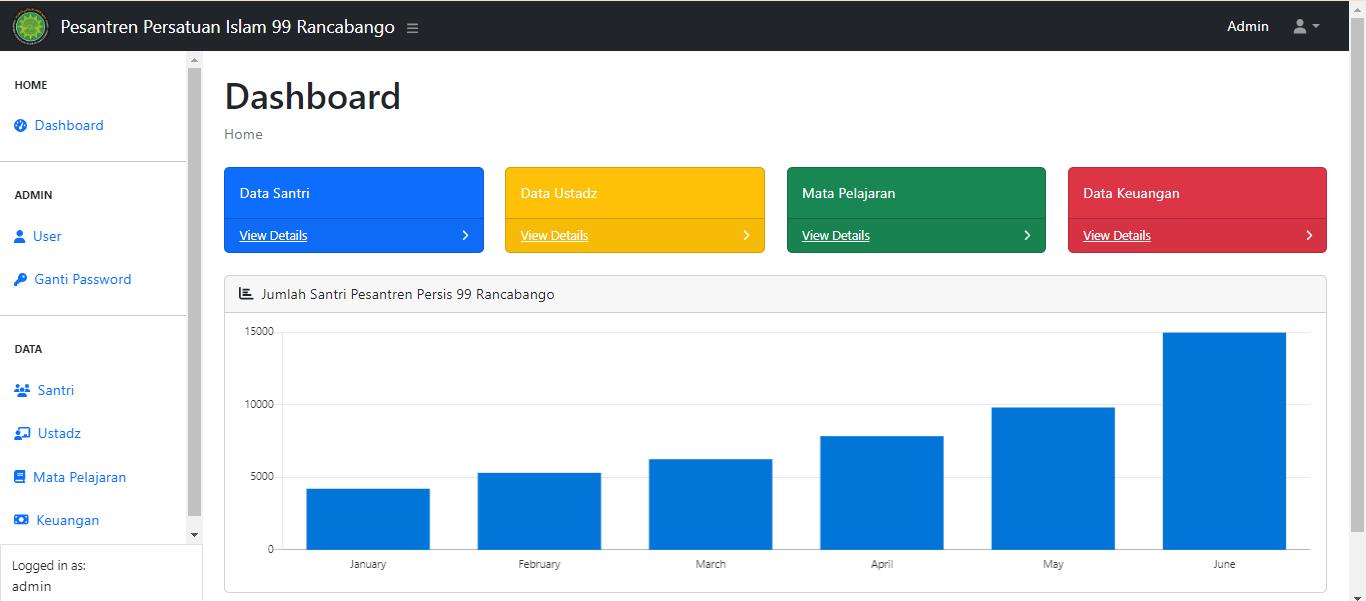 Pesantren Persatuan Islam 99 Rancabango
Admin
HOME
Dashboard
ADMIN
User
Ganti Password
DATA
Santri
Ustadz
Mata Pelajaran
Keuangan
Logged in as:
admin
Dashboard
Home
Data Santri
View Details
Data Ustadz
View Details
Mata Pelajaran
View Details
Data Keuangan
View Details
Jumlah Santri Pesantren Persis 99 Rancabango
15000
10000
5000
0
January February March April May June